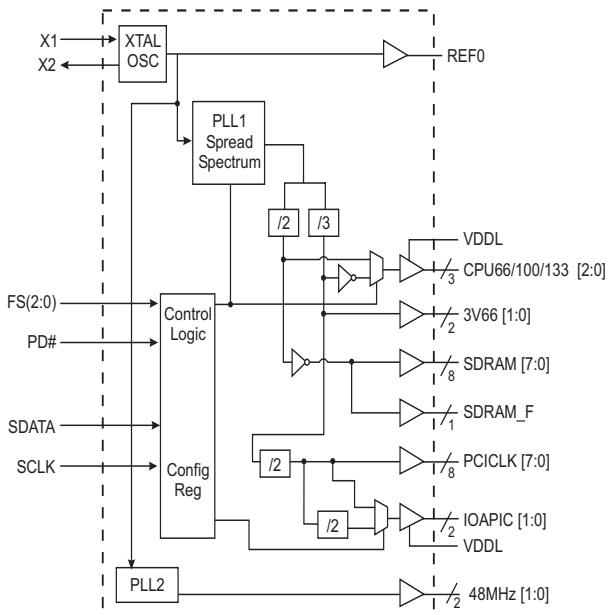 X1
X2
XTAL
OSC
REF0
PLL1
Spread
Spectrum
/2
/3
VDDL
CPU66/100/133 [2:0]
3
FS(2:0)
Control
Logic
3V66 [1:0]
2
PD#
SDRAM [7:0]
8
SDATA
SDRAM_F
1
SCLK
Config
Reg
/2
PCICLK [7:0]
8
/2
IOAPIC [1:0]
2
VDDL
PLL2
48MHz [1:0]
2